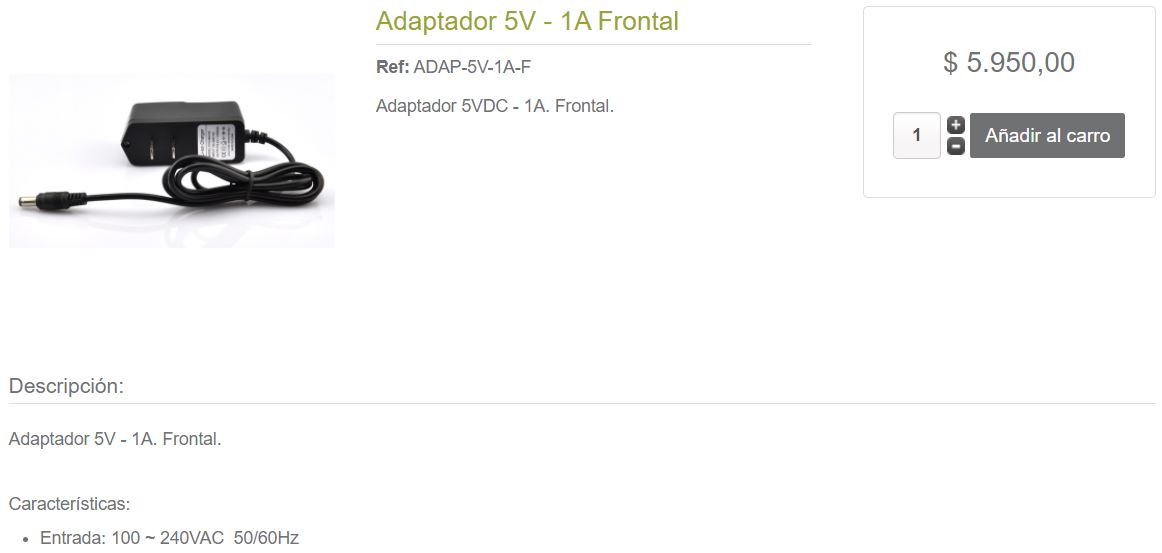 Adaptador 5V - 1A Frontal
Ref: ADAP-5V-1A-F
Adaptador 5VDC - 1A. Frontal.
$ 5.950,00
1
+
-
Añadir al carro
Descripción:
Adaptador 5V - 1A. Frontal.
Características:
• Entrada: 100 ~ 240VAC 50/60Hz